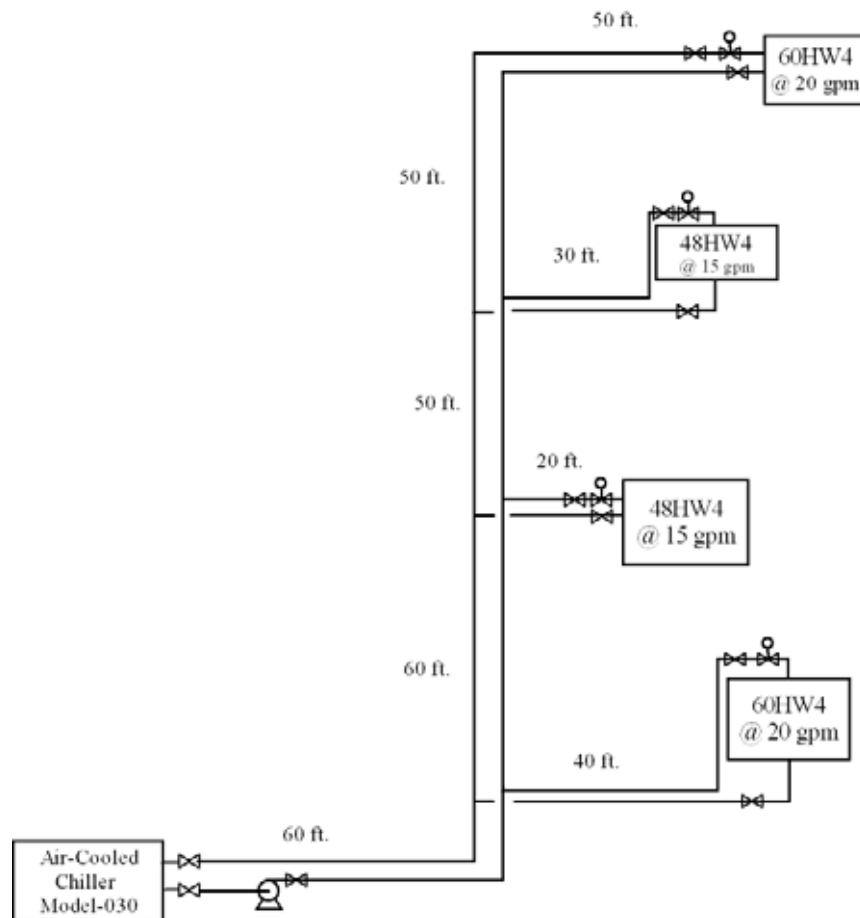 50 ft.
60HW4
@ 20 gpm
50 ft.
48HW4
@ 15 gpm
30 ft.
50 ft.
20 ft.
48HW4
@ 15 gpm
60 ft.
60HW4
@ 20 gpm
40 ft.
60 ft.
Air-Cooled
Chiller
Model-030